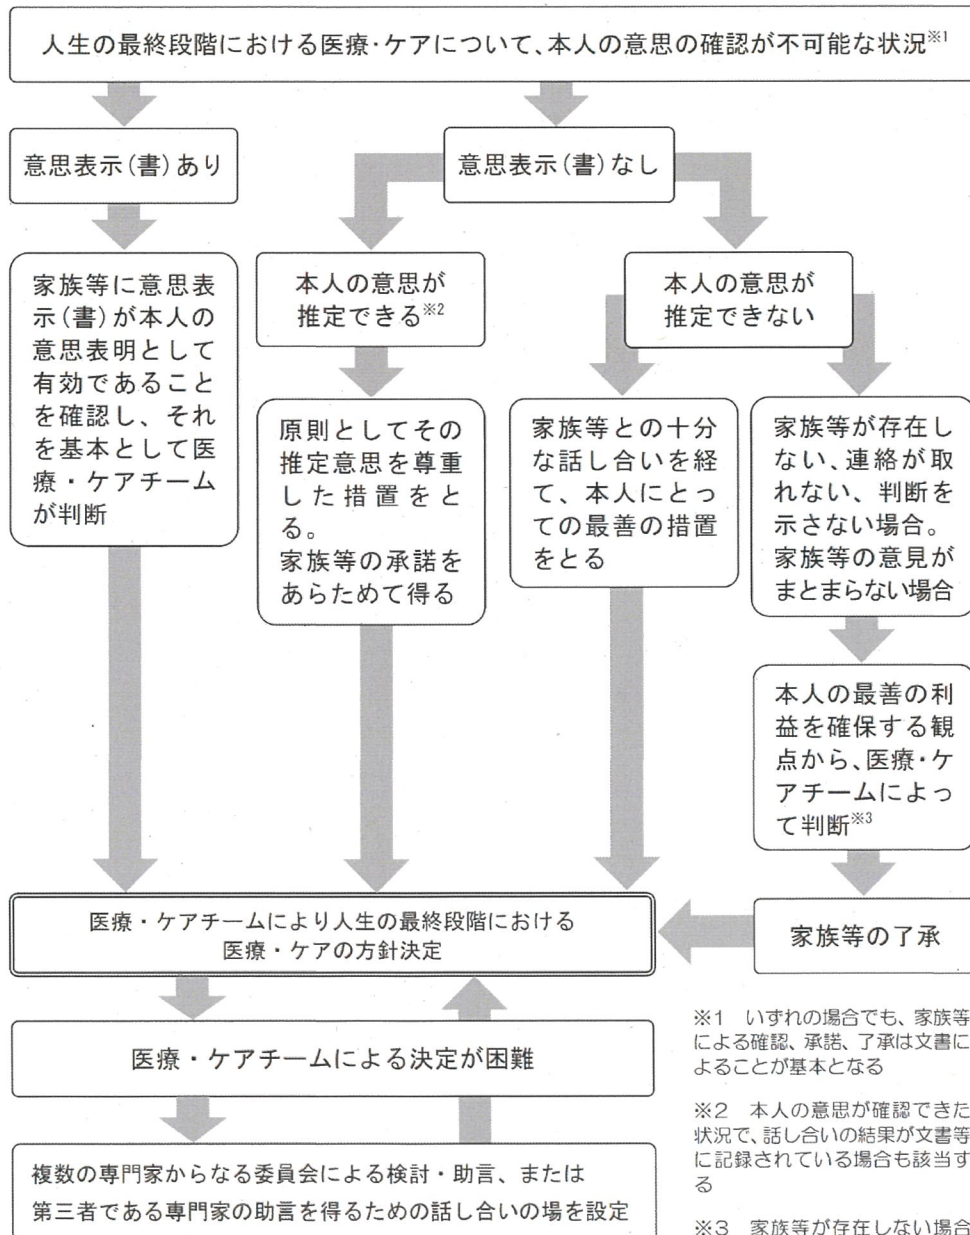 人生の最終段階における医療・ケアについて、本人の意思の確認が不可能な状況※1
意思表示(書)あり
意思表示(書)なし
家族等に意思表
示(書)が本人の
意思表明として
有効であること
を確認し、それ
を基本として医
療・ケアチーム
が判断
本人の意思が
推定できる※2
本人の意思が
推定できない
原則としてその
推定意思を尊重
した措置をと
る。
家族等の承諾を
あらためて得る
家族等との十分
な話し合いを経
て、本人にとっ
ての最善の措置
をとる
家族等が存在し
ない、連絡が取
れない、判断を
示さない場合。
家族等の意見が
まとまらない場合
本人の最善の利
益を確保する観
点から、医療・ケ
アチームによっ
て判断※3
医療・ケアチームにより人生の最終段階における
医療・ケアの方針決定
家族等の了承
医療・ケアチームによる決定が困難
複数の専門家からなる委員会による検討・助言、または
第三者である専門家の助言を得るための話し合いの場を設定
※1 いずれの場合でも、家族等
による確認、承諾、了承は文書に
よることが基本となる
※2 本人の意思が確認できた
状況で、話し合いの結果が文書等
に記録されている場合も該当す
る
※3 家族等が存在しない場合